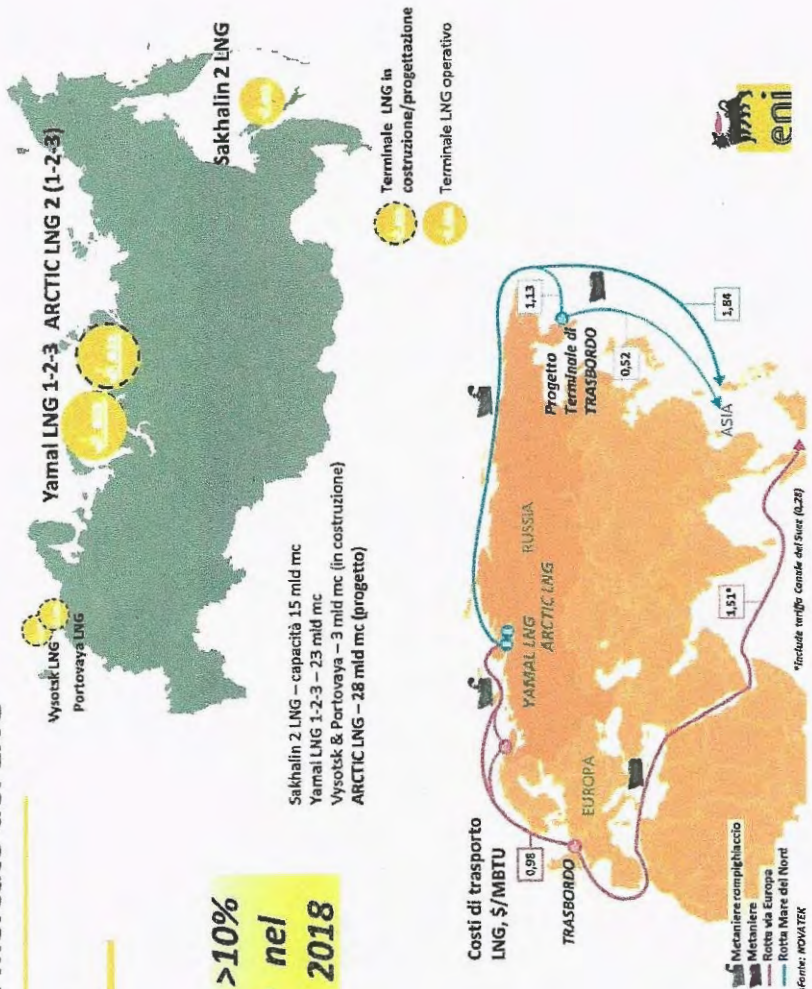 >10%
nel
2018
Yamal LNG 1-2-3 ARCTIC LNG 2 (1-2-3)
Sakhalin 2 LNG
Vysotsk LNG
Portovaya LNG
Terminale LNG in
costruzione/progettazione
Terminale LNG operativo
Sakhalin 2 LNG – capacità 15 mld mc
Yamal LNG 1-2-3 – 23 mld mc
Vysotsk & Portovaya – 3 mld mc (in costruzione)
ARCTIC LNG – 28 mld mc (progetto)
Costi di trasporto
LNG, $/MBTU
0,98
TRASBORDO
EUROPA
YAMAL LNG
ARCTIC LNG
RUSSIA
Progetto
Terminale di
TRASBORDO
1,13
0,52
1,84
ASIA
1,51*
Metaniere rompighiaccio
Metaniere
Rotta via Europa
Rotta Mare del Nord
Fonte: NOVATEK
*Include tariffa Canale del Suez (0,28)
eni